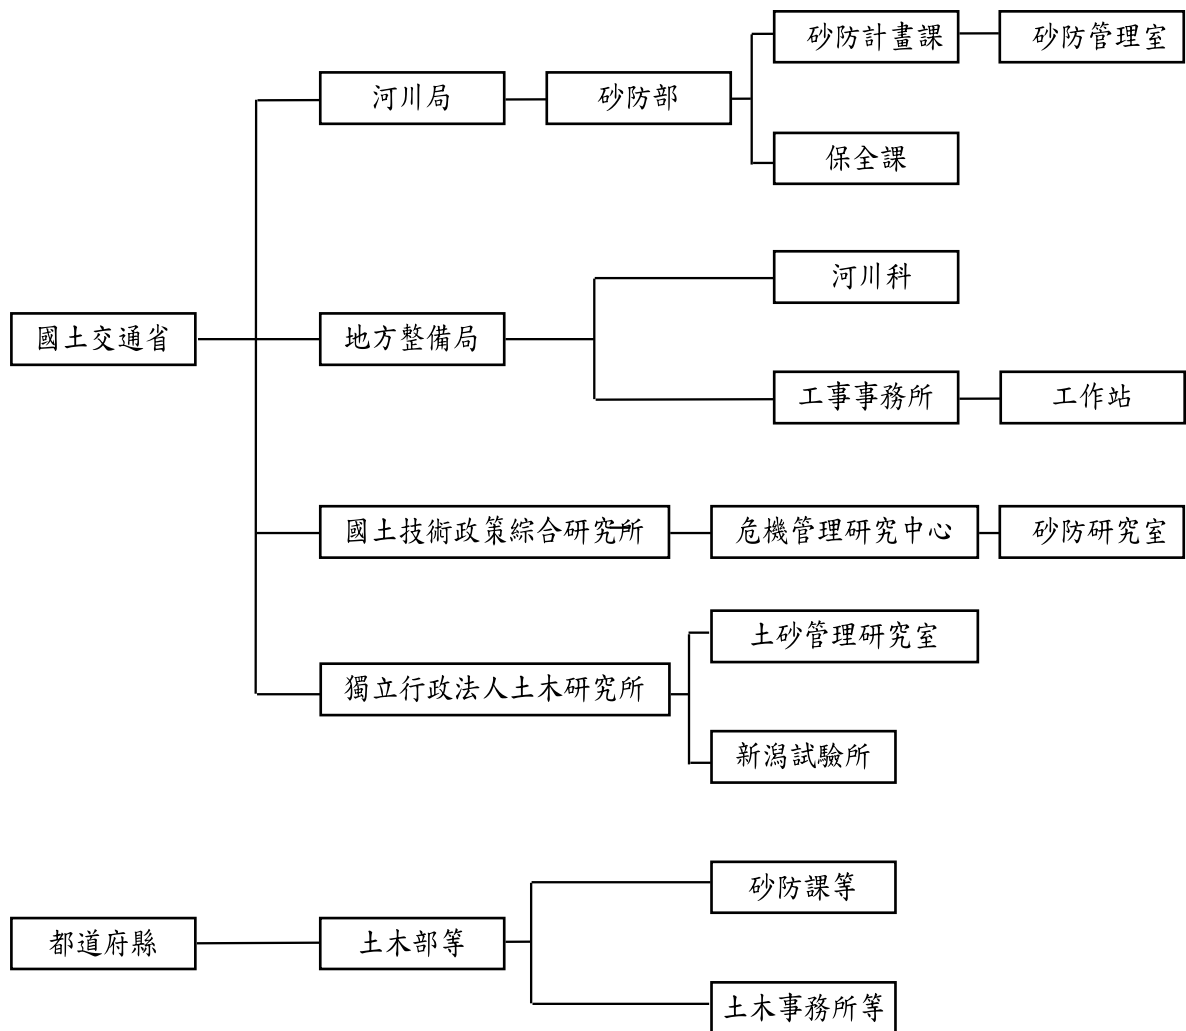 砂防計畫課
砂防管理室
河川局
砂防部
保全課
河川科
國土交通省
地方整備局
工事事務所
工作站
國土技術政策綜合研究所
危機管理研究中心
砂防研究室
土砂管理研究室
獨立行政法人土木研究所
新潟試驗所
砂防課等
都道府縣
土木部等
土木事務所等